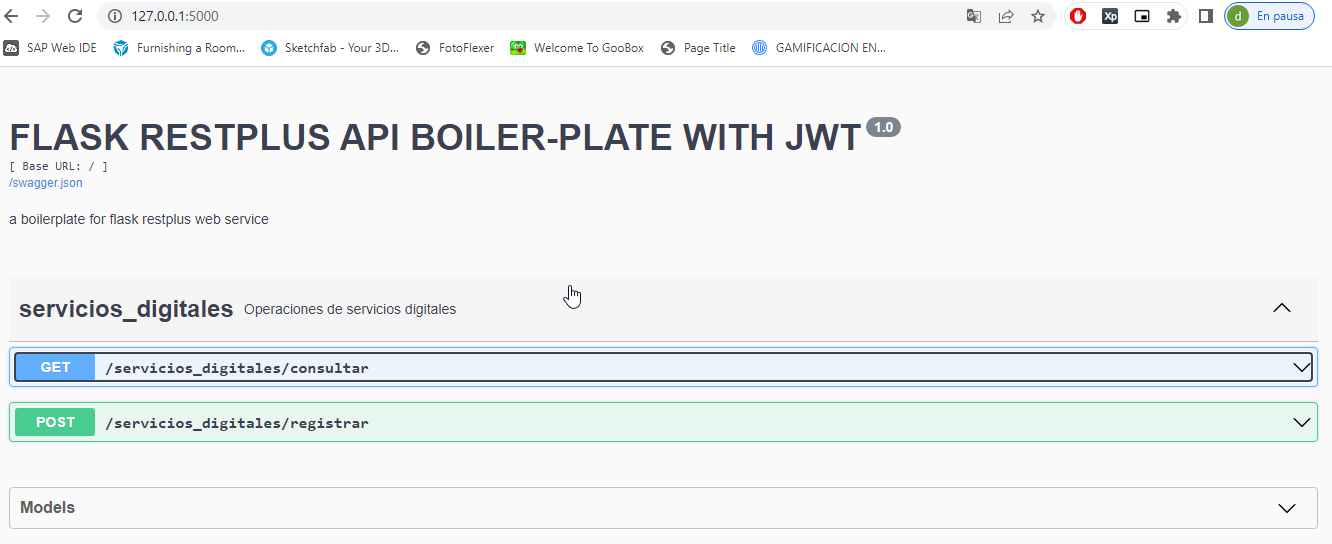 127.0.0.1:5000
d En pausa
SAP Web IDE Furnishing a Room... Sketchfab - Your 3D... FotoFlexer Welcome To GooBox Page Title GAMIFICACION EN...
FLASK RESTPLUS API BOILER-PLATE WITH JWT 1.0
[ Base URL: / ]
/swagger.json
a boilerplate for flask restplus web service
servicios_digitales Operaciones de servicios digitales
GET /servicios_digitales/consultar
POST /servicios_digitales/registrar
Models